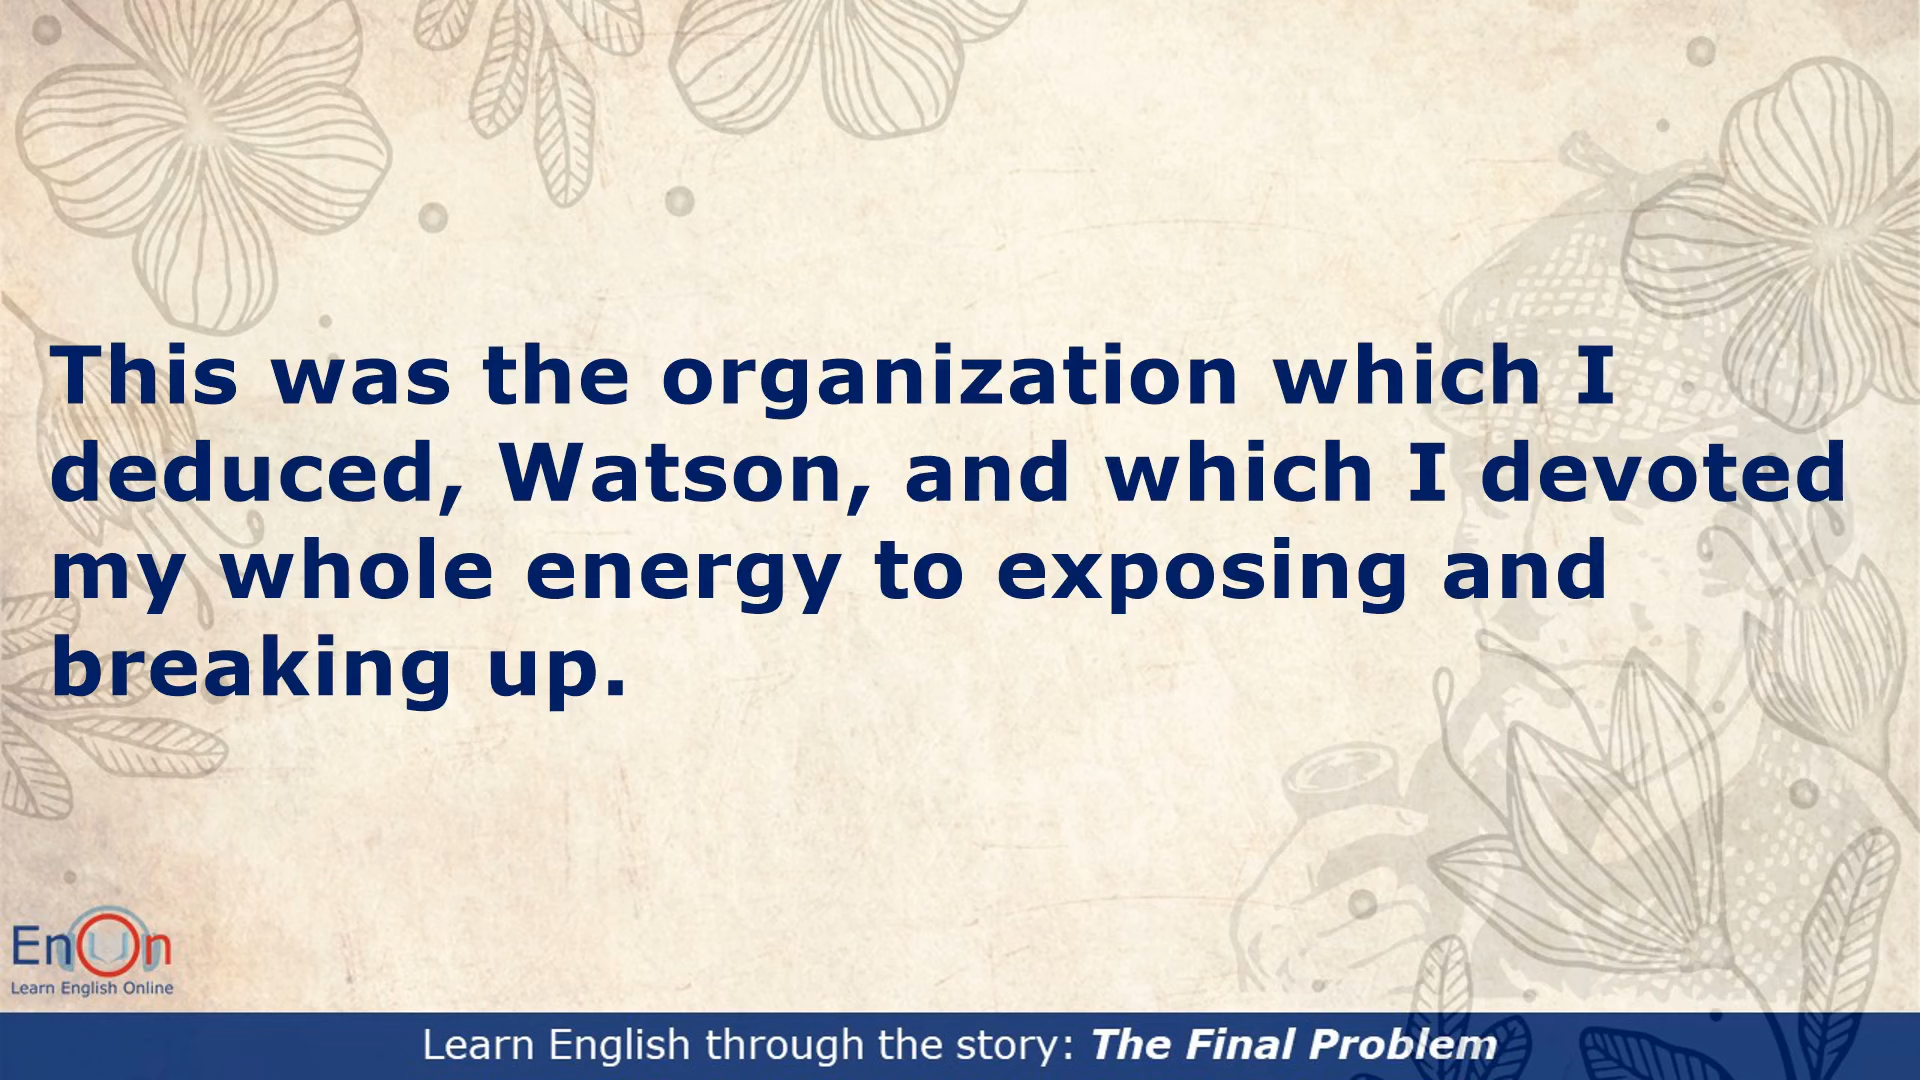 This was the organization which I
deduced, Watson, and which I devoted
my whole energy to exposing and
breaking up.
EnOn
Learn English Online
Learn English through the story: The Final Problem